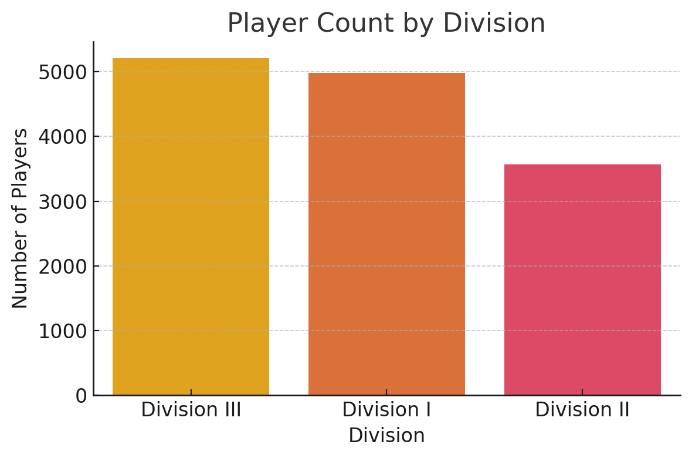 Player Count by Division
Number of Players
5000
4000
3000
2000
1000
0
Division III
Division I
Division II
Division